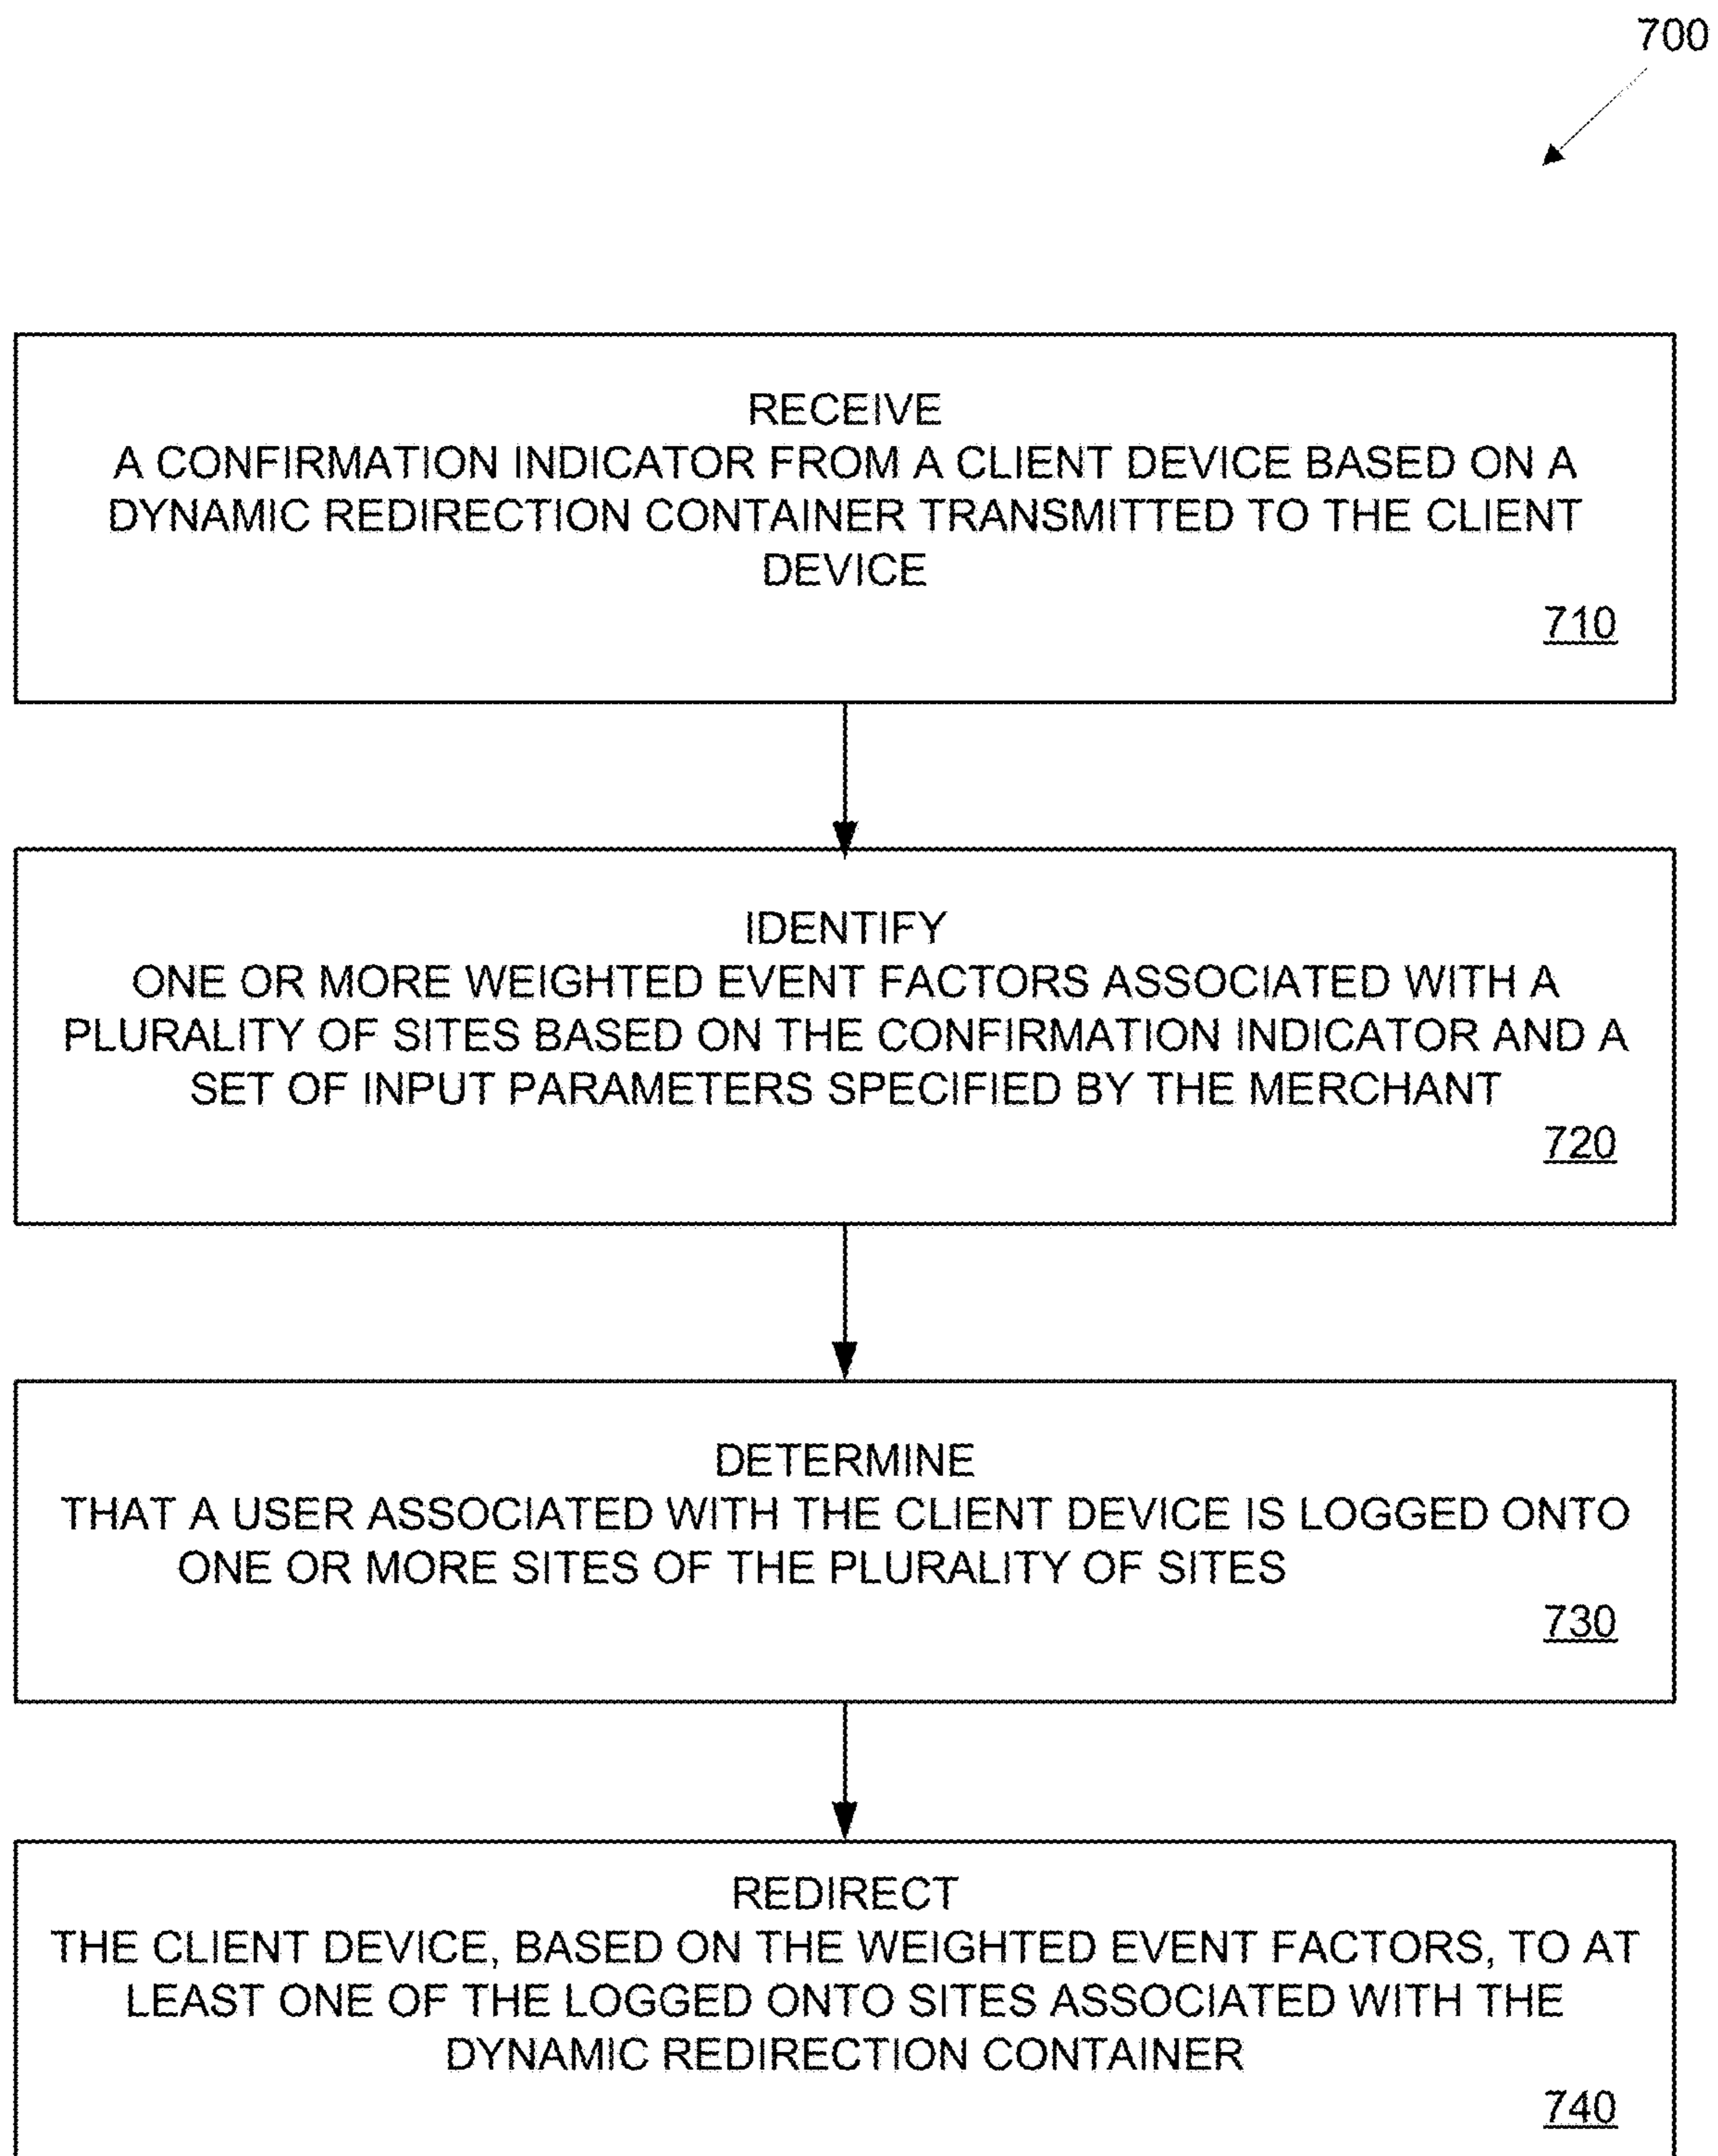 700
RECEIVE
A CONFIRMATION INDICATOR FROM A CLIENT DEVICE BASED ON A
DYNAMIC REDIRECTION CONTAINER TRANSMITTED TO THE CLIENT
DEVICE
710
IDENTIFY
ONE OR MORE WEIGHTED EVENT FACTORS ASSOCIATED WITH A
PLURALITY OF SITES BASED ON THE CONFIRMATION INDICATOR AND A
SET OF INPUT PARAMETERS SPECIFIED BY THE MERCHANT
720
DETERMINE
THAT A USER ASSOCIATED WITH THE CLIENT DEVICE IS LOGGED ONTO
ONE OR MORE SITES OF THE PLURALITY OF SITES
730
REDIRECT
THE CLIENT DEVICE, BASED ON THE WEIGHTED EVENT FACTORS, TO AT
LEAST ONE OF THE LOGGED ONTO SITES ASSOCIATED WITH THE
DYNAMIC REDIRECTION CONTAINER
740